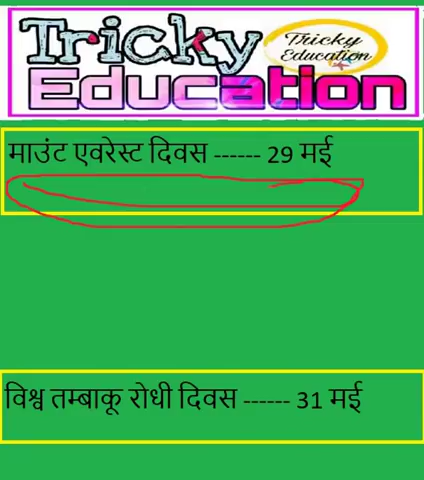 Tricky
Education
Tricky
Education
माउंट एवरेस्ट दिवस ------ 29 मई
विश्व तम्बाकू रोधी दिवस ------ 31 मई